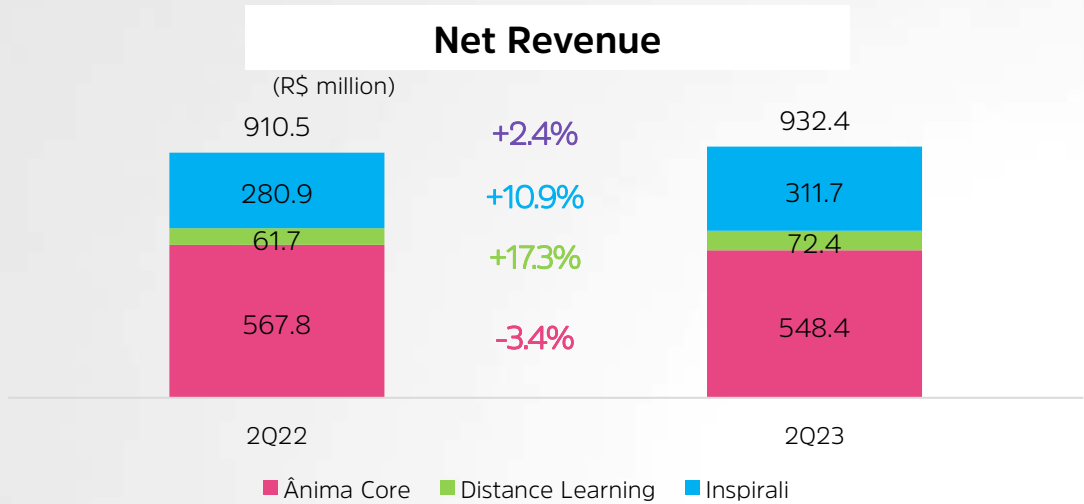 Net Revenue
(R$ million)
910.5
+2.4%
932.4
280.9
+10.9%
311.7
61.7
+17.3%
72.4
567.8
-3.4%
548.4
2Q22
2Q23
Ânima Core
Distance Learning
Inspirali